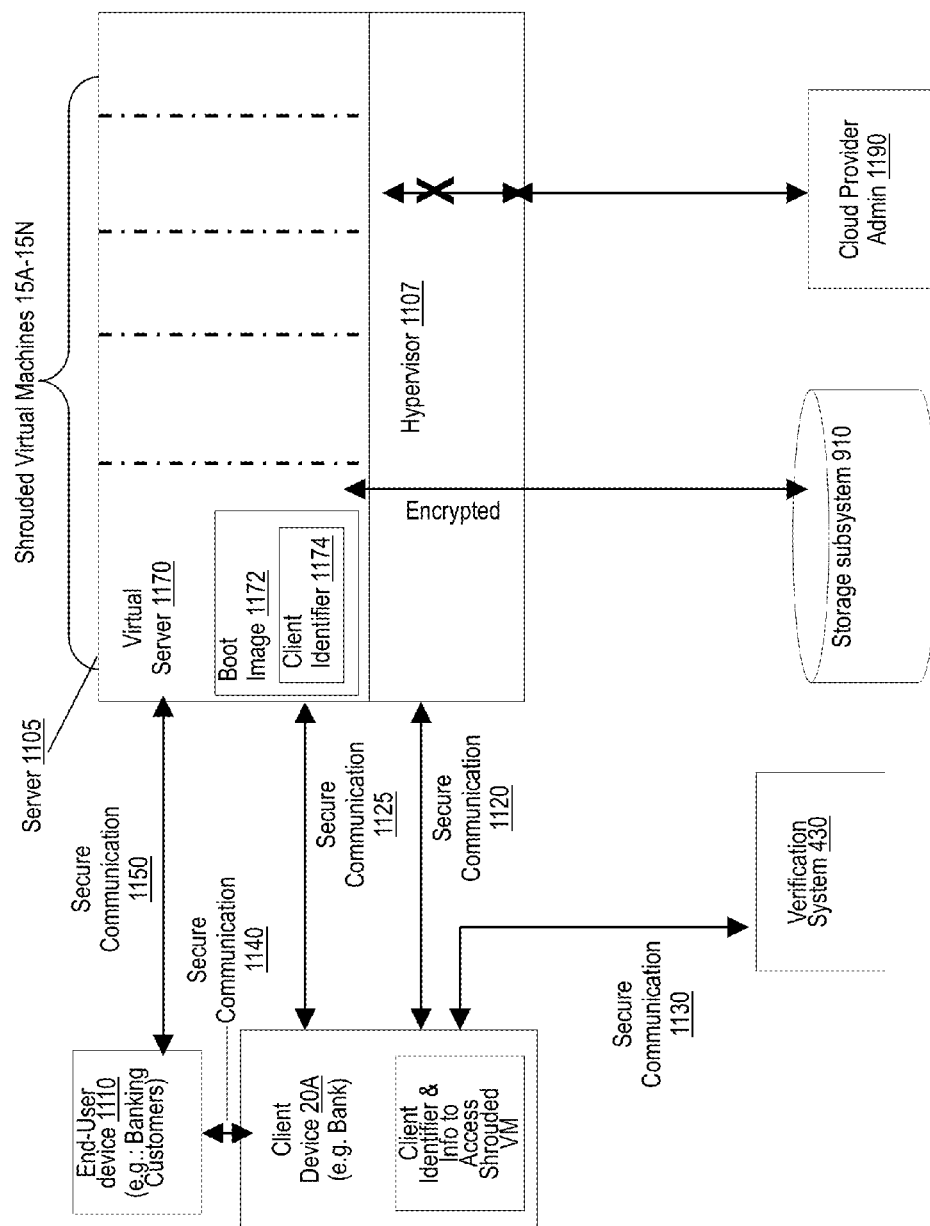 Shrouded Virtual Machines 15A-15N
Server 1105
Virtual
Server 1170
Boot
Image 1172
Client
Identifier 1174
Hypervisor 1107
Encrypted
Secure
Communication
1150
Secure
Communication
1140
Secure
Communication
1125
Secure
Communication
1120
Secure
Communication
1130
End-User
device 1110
(e.g.: Banking
Customers)
Client
Device 20A
(e.g. Bank)
Client
Identifier &
Info to
Access
Shrouded
VM
Verification
System 430
Storage subsystem 910
Cloud Provider
Admin 1190
X